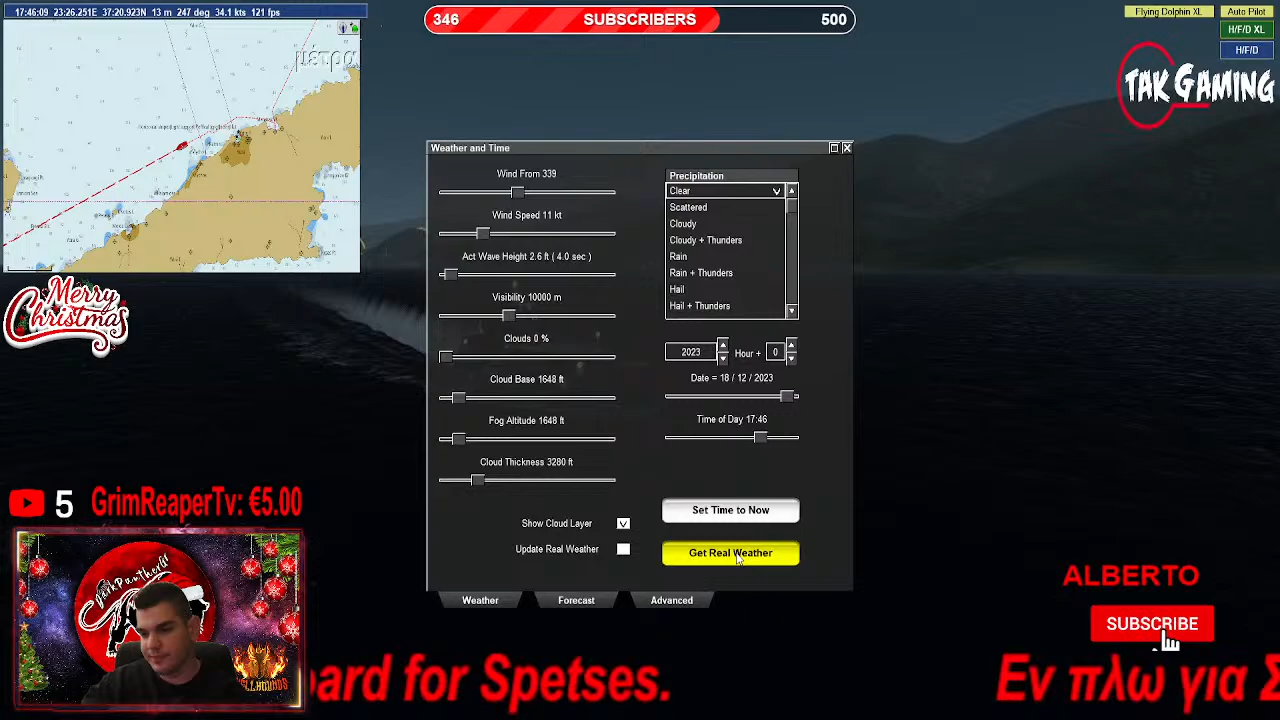 17:46:09 23:26.251E 37:20.923N 13 m 247 deg 34.1 kts 121 fps
346 SUBSCRIBERS 500
Flying Dolphin XL Auto Pilot
H/F/D XL
H/F/D
TAK GAMING
Merry
Christmas
Weather and Time
Wind From 339
Wind Speed 11 kt
Act Wave Height 2.6 ft ( 4.0 sec )
Visibility 10000 m
Clouds 0 %
Cloud Base 1648 ft
Fog Altitude 1648 ft
Cloud Thickness 3280 ft
Show Cloud Layer
Update Real Weather
Precipitation
Clear
Scattered
Cloudy
Cloudy + Thunders
Rain
Rain + Thunders
Hail
Hail + Thunders
2023 Hour + 0
Date = 18 / 12 / 2023
Time of Day 17:46
Set Time to Now
Get Real Weather
Weather Forecast Advanced
5 GrimReaperTv: €5.00
ALBERTO
SUBSCRIBE
ard for Spetses. Εν πλω για Σ